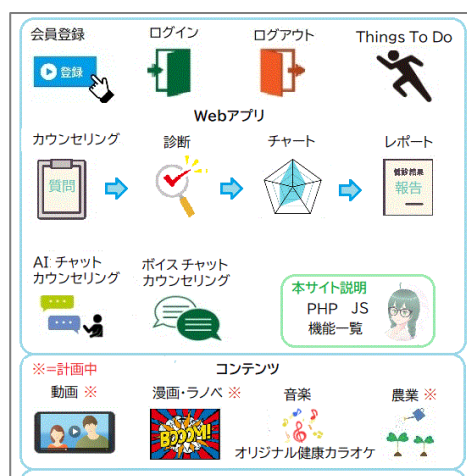 会員登録
ログイン
ログアウト
Things To Do
登録
Webアプリ
カウンセリング
診断
チャート
レポート
質問
健診結果
報告
AI チャット
カウンセリング
ボイス チャット
カウンセリング
本サイト説明
PHP JS
機能一覧
※=計画中
コンテンツ
動画 ※
漫画・ラノベ ※
音楽
農業 ※
BOOOM!
オリジナル健康カラオケ